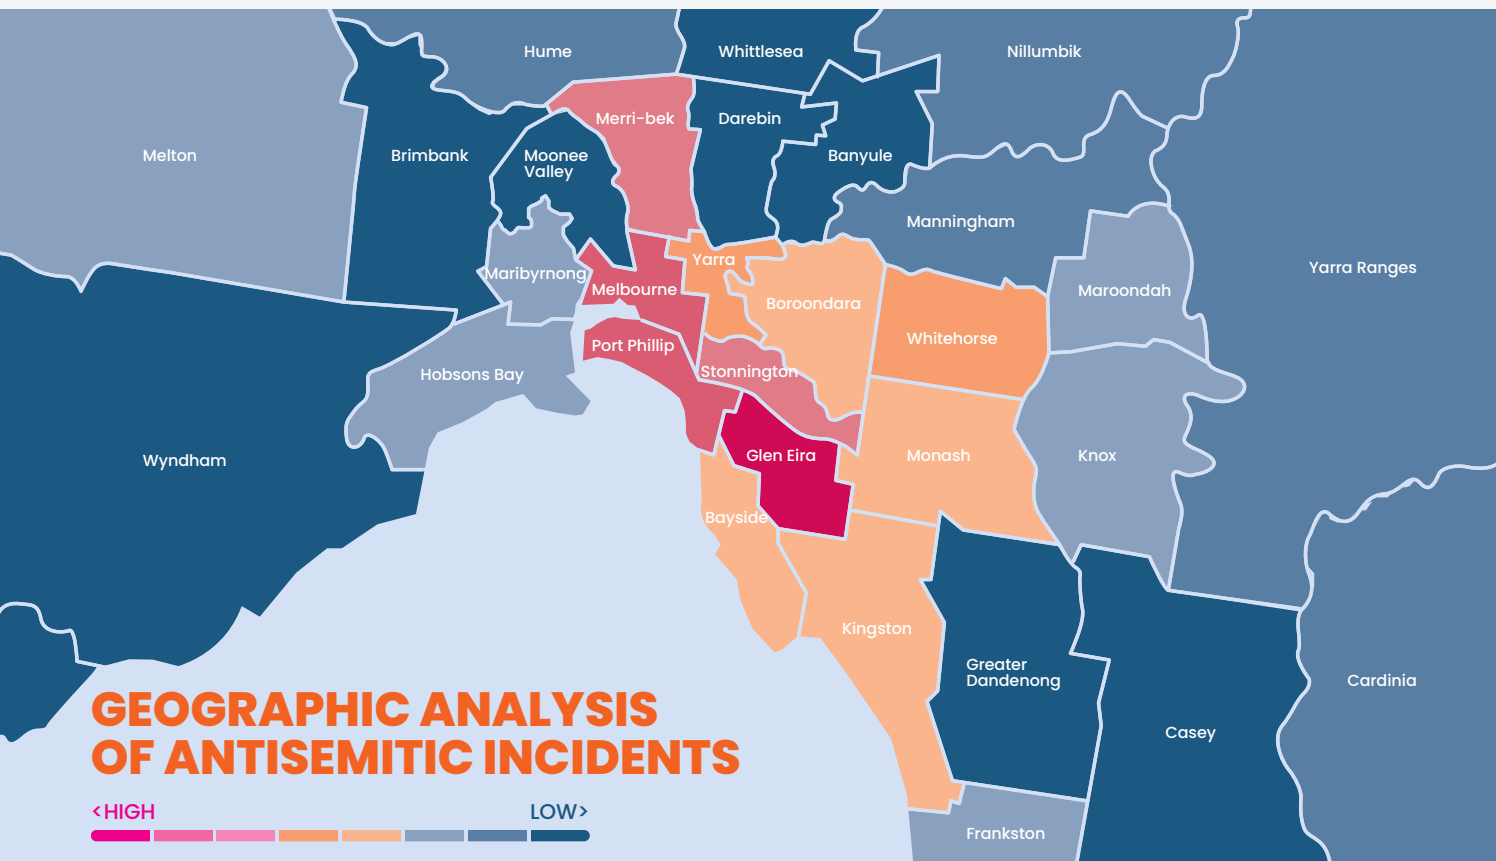 Hume
Whittlesea
Nillumbik
Merri-bek
Darebin
Melton
Brimbank
Moonee
Valley
Banyule
Manningham
Yarra
Yarra Ranges
Maribyrnong
Melbourne
Boroondara
Maroondah
Whitehorse
Port Phillip
Stonnington
Hobsons Bay
Wyndham
Glen Eira
Monash
Knox
Bayside
Kingston
Greater
Dandenong
Cardinia
Casey
Frankston
GEOGRAPHIC ANALYSIS
OF ANTISEMITIC INCIDENTS
<HIGH
LOW>